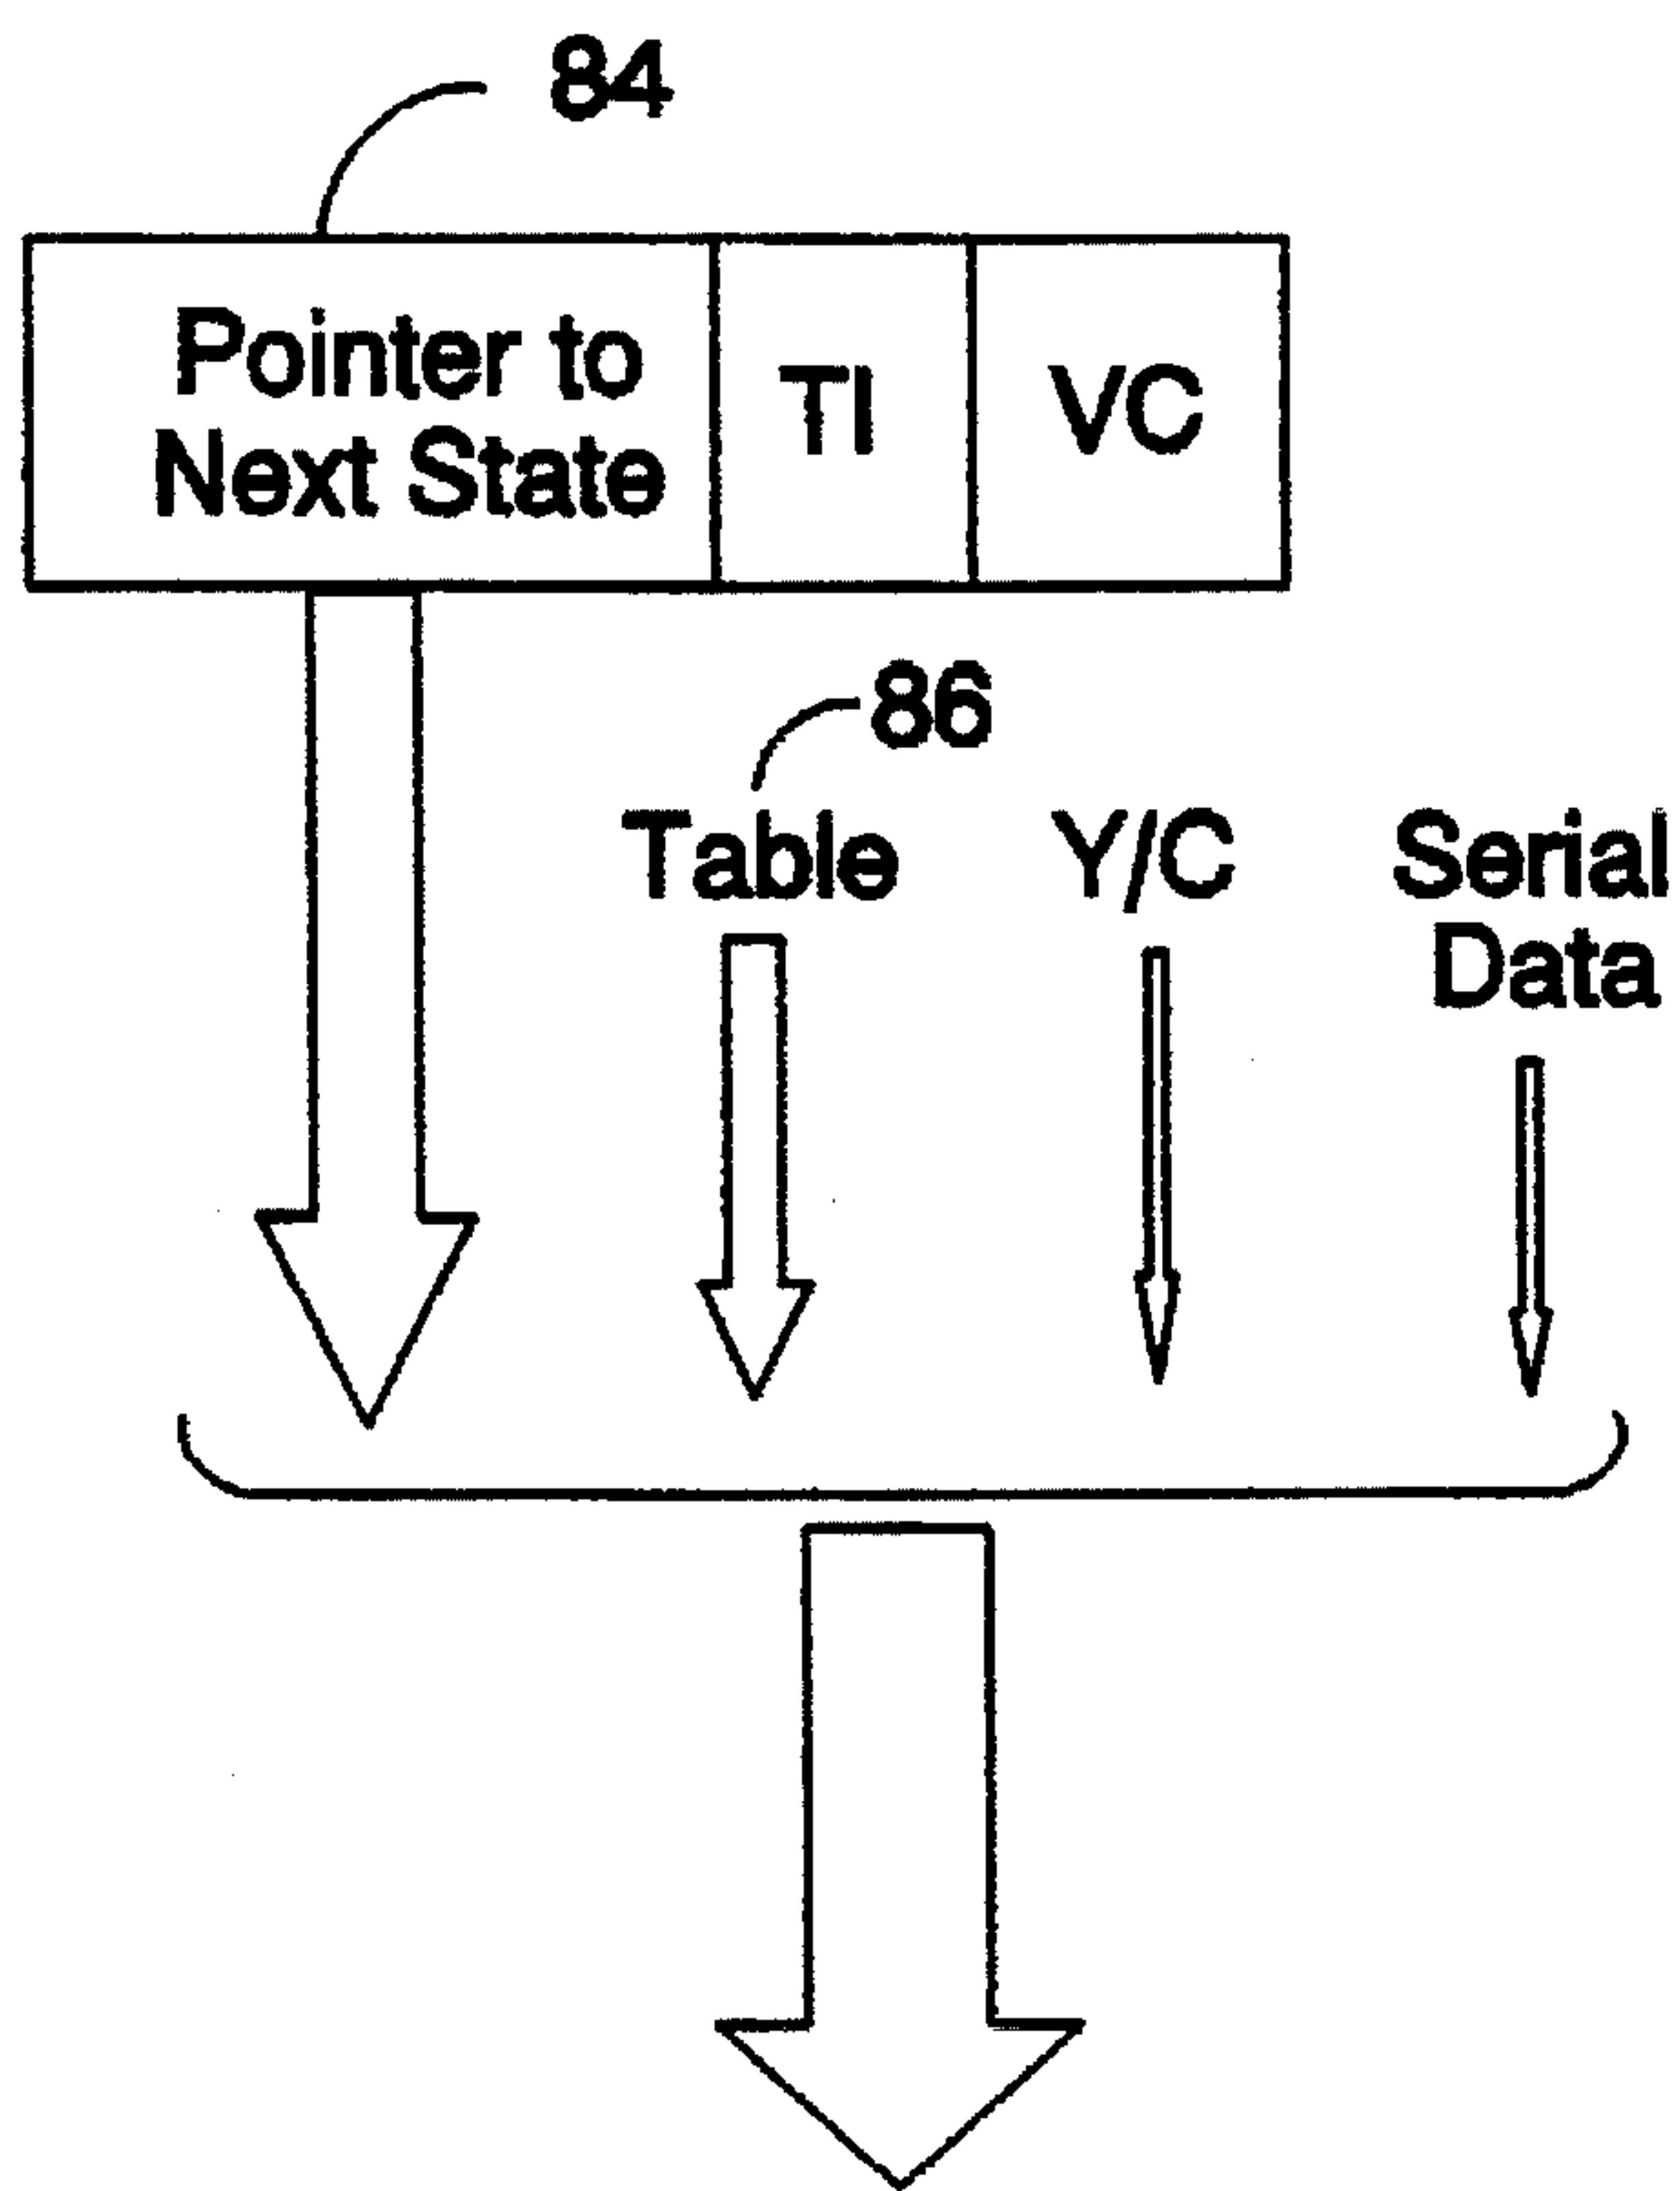 84
Pointer to
Next State
TI
VC
86
Table
Y/C
Serial
Data